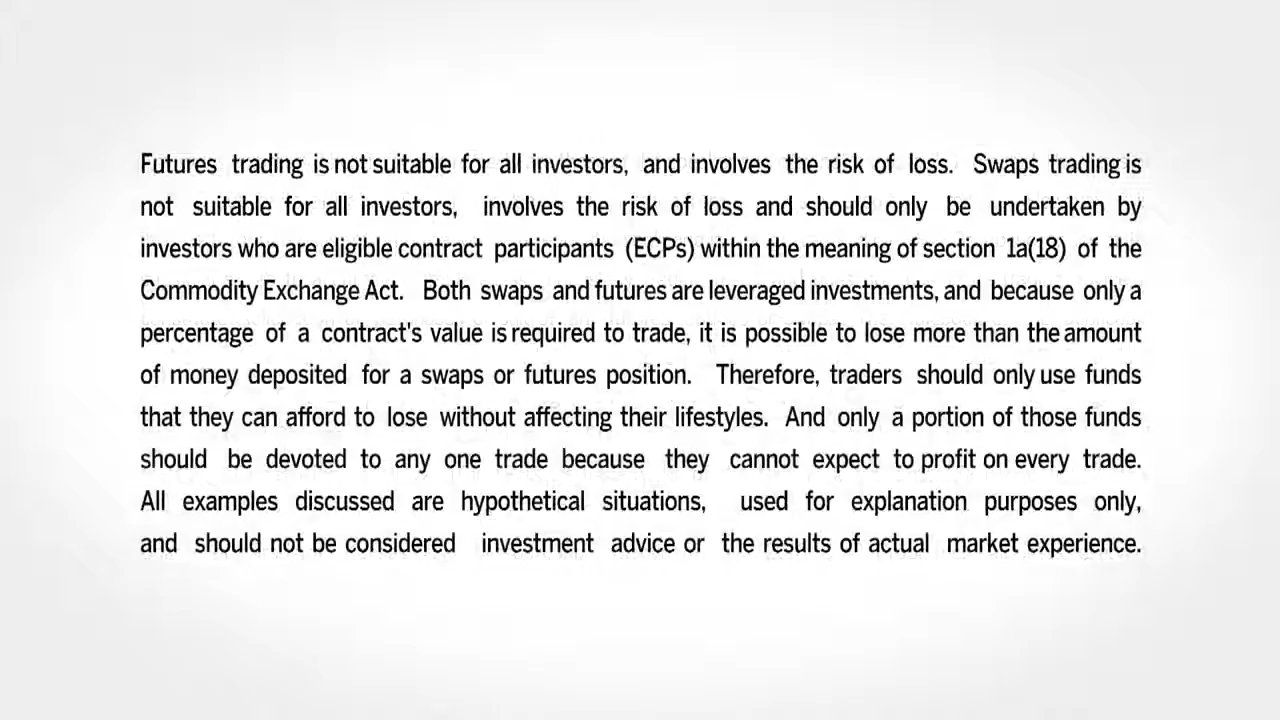 Futures trading is not suitable for all investors, and involves the risk of loss. Swaps trading is
not suitable for all investors, involves the risk of loss and should only be undertaken by
investors who are eligible contract participants (ECPs) within the meaning of section 1a(18) of the
Commodity Exchange Act. Both swaps and futures are leveraged investments, and because only a
percentage of a contract's value is required to trade, it is possible to lose more than the amount
of money deposited for a swaps or futures position. Therefore, traders should only use funds
that they can afford to lose without affecting their lifestyles. And only a portion of those funds
should be devoted to any one trade because they cannot expect to profit on every trade.
All examples discussed are hypothetical situations, used for explanation purposes only,
and should not be considered investment advice or the results of actual market experience.